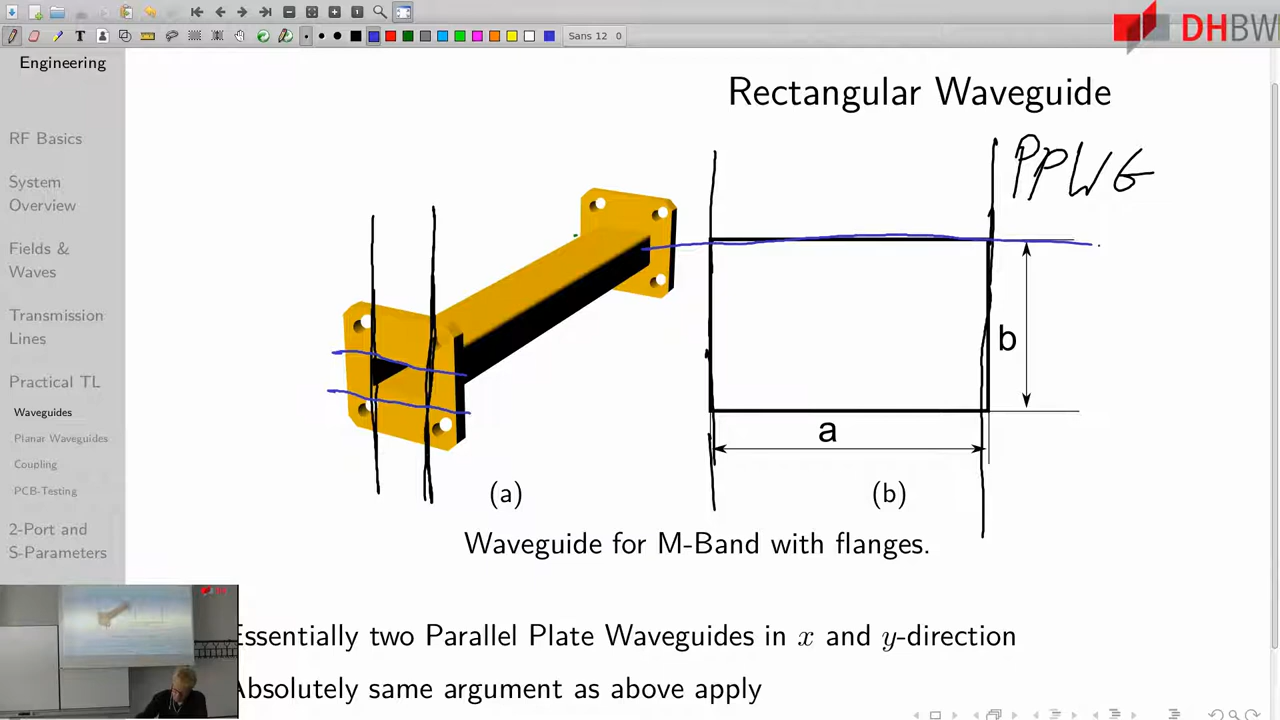 Sans 12 0
DHBW
Engineering
RF Basics
System
Overview
Fields &
Waves
Transmission
Lines
Practical TL
Waveguides
Planar Waveguides
Coupling
PCB-Testing
2-Port and
S-Parameters
Rectangular Waveguide
PPWG
b
a
(a)
(b)
Waveguide for M-Band with flanges.
Essentially two Parallel Plate Waveguides in x and y-direction
Absolutely same argument as above apply